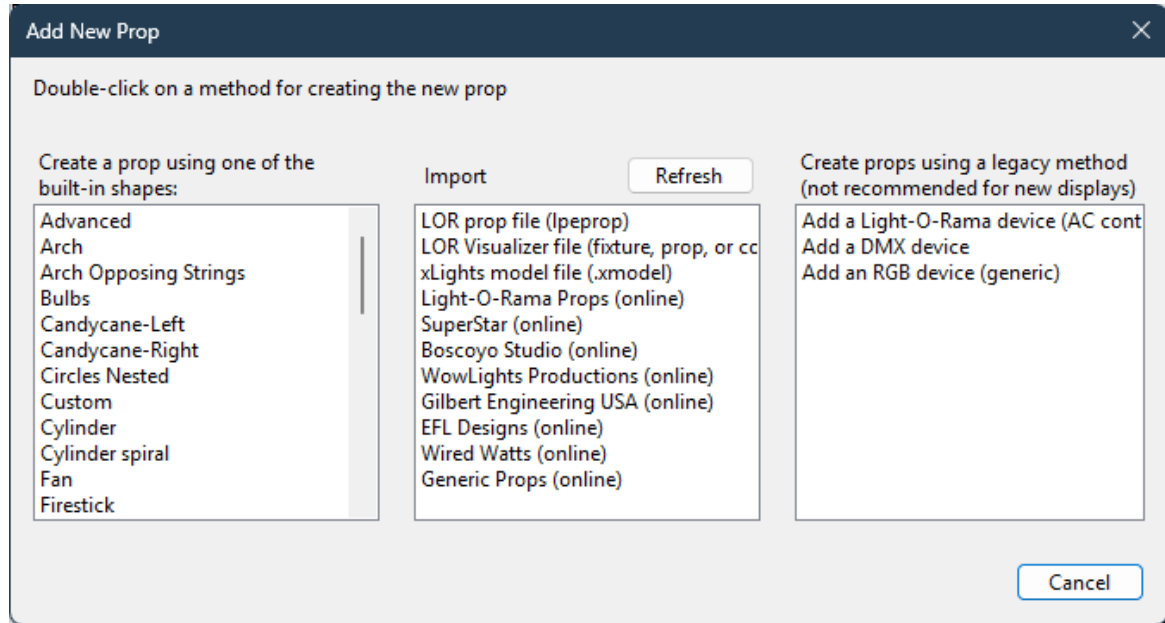 Add New Prop
Double-click on a method for creating the new prop
Create a prop using one of the
built-in shapes:
Advanced
Arch
Arch Opposing Strings
Bulbs
Candycane-Left
Candycane-Right
Circles Nested
Custom
Cylinder
Cylinder spiral
Fan
Firestick
Import
Refresh
LOR prop file (lpeprop)
LOR Visualizer file (fixture, prop, or cc
xLights model file (.xmodel)
Light-O-Rama Props (online)
SuperStar (online)
Boscoyo Studio (online)
WowLights Productions (online)
Gilbert Engineering USA (online)
EFL Designs (online)
Wired Watts (online)
Generic Props (online)
Create props using a legacy method
(not recommended for new displays)
Add a Light-O-Rama device (AC cont
Add a DMX device
Add an RGB device (generic)
Cancel